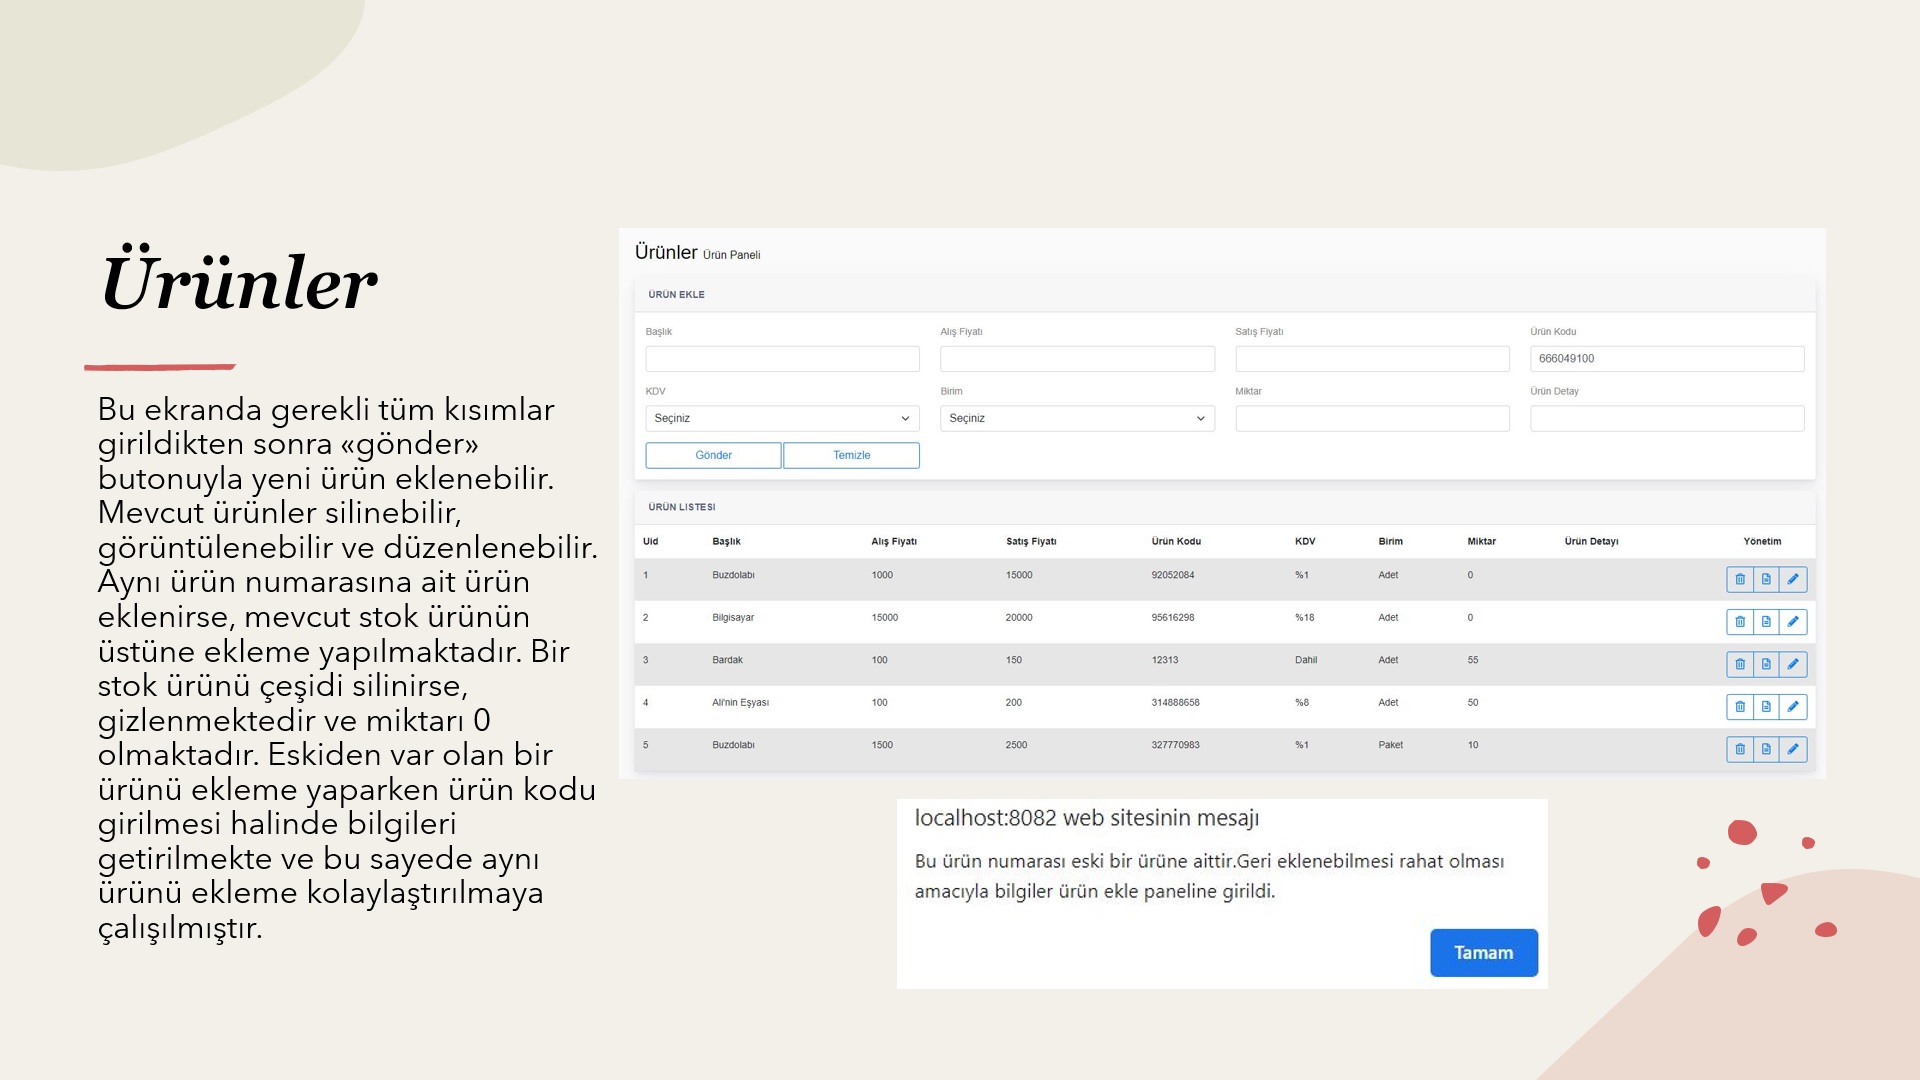 Ürünler
Bu ekranda gerekli tüm kısımlar
girildikten sonra «gönder»
butonuyla yeni ürün eklenebilir.
Mevcut ürünler silinebilir,
görüntülenebilir ve düzenlenebilir.
Aynı ürün numarasına ait ürün
eklenirse, mevcut stok ürünün
üstüne ekleme yapılmaktadır. Bir
stok ürünü çeşidi silinirse,
gizlenmektedir ve miktarı 0
olmaktadır. Eskiden var olan bir
ürünü ekleme yaparken ürün kodu
girilmesi halinde bilgileri
getirilmekte ve bu sayede aynı
ürünü ekleme kolaylaştırılmaya
çalışılmıştır.
Ürünler Ürün Paneli
ÜRÜN EKLE
Başlık Alış Fiyatı Satış Fiyatı Ürün Kodu
666049100
KDV Birim Miktar Ürün Detay
Seçiniz Seçiniz
Gönder Temizle
ÜRÜN LISTESI
Uid Başlık Alış Fiyatı Satış Fiyatı Ürün Kodu KDV Birim Miktar Ürün Detayı Yönetim
1 Buzdolabı 1000 15000 92052084 %1 Adet 0
2 Bilgisayar 15000 20000 95616298 %18 Adet 0
3 Bardak 100 150 12313 Dahil Adet 55
4 Ali'nin Eşyası 100 200 314888658 %8 Adet 50
5 Buzdolabı 1500 2500 327770983 %1 Paket 10
localhost:8082 web sitesinin mesajı
Bu ürün numarası eski bir ürüne aittir.Geri eklenebilmesi rahat olması
amacıyla bilgiler ürün ekle paneline girildi.
Tamam